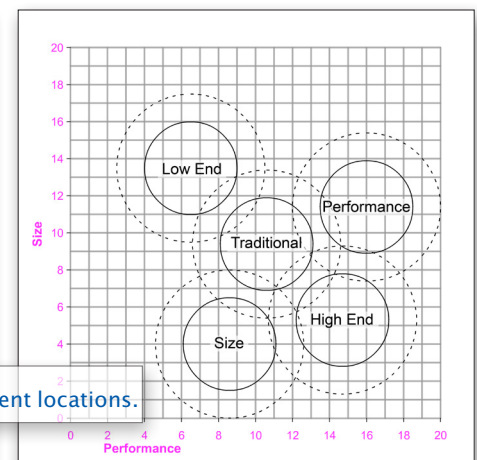 20
18
16
14
12
10
8
6
4
2
0
Size
Low End
Performance
Traditional
High End
Size
ent locations.
0 2 4 6 8 10 12 14 16 18 20
Performance